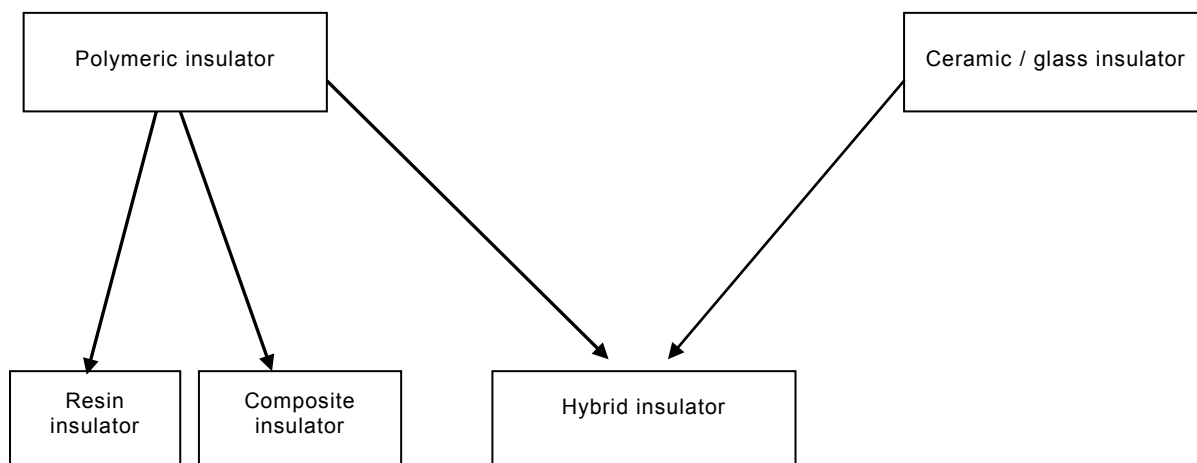 Polymeric insulator
Ceramic / glass insulator
Resin
insulator
Composite
insulator
Hybrid insulator